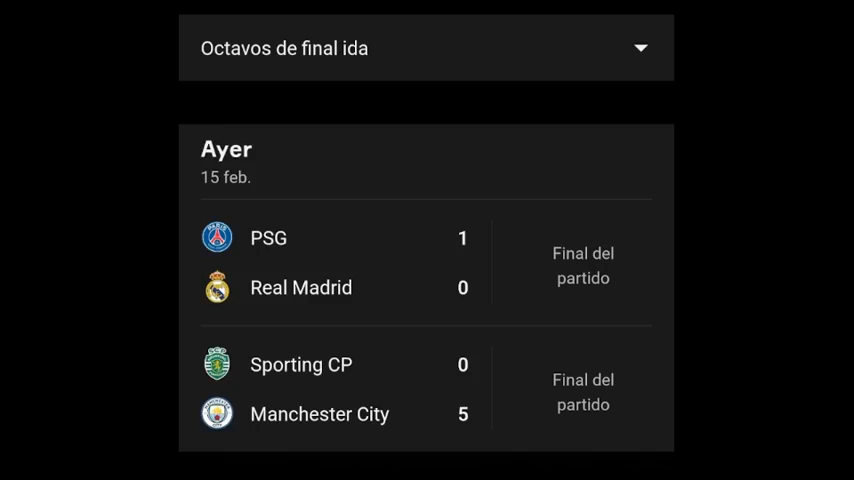 Octavos de final ida
Ayer
15 feb.
PSG 1
Real Madrid 0
Final del
partido
Sporting CP 0
Manchester City 5
Final del
partido